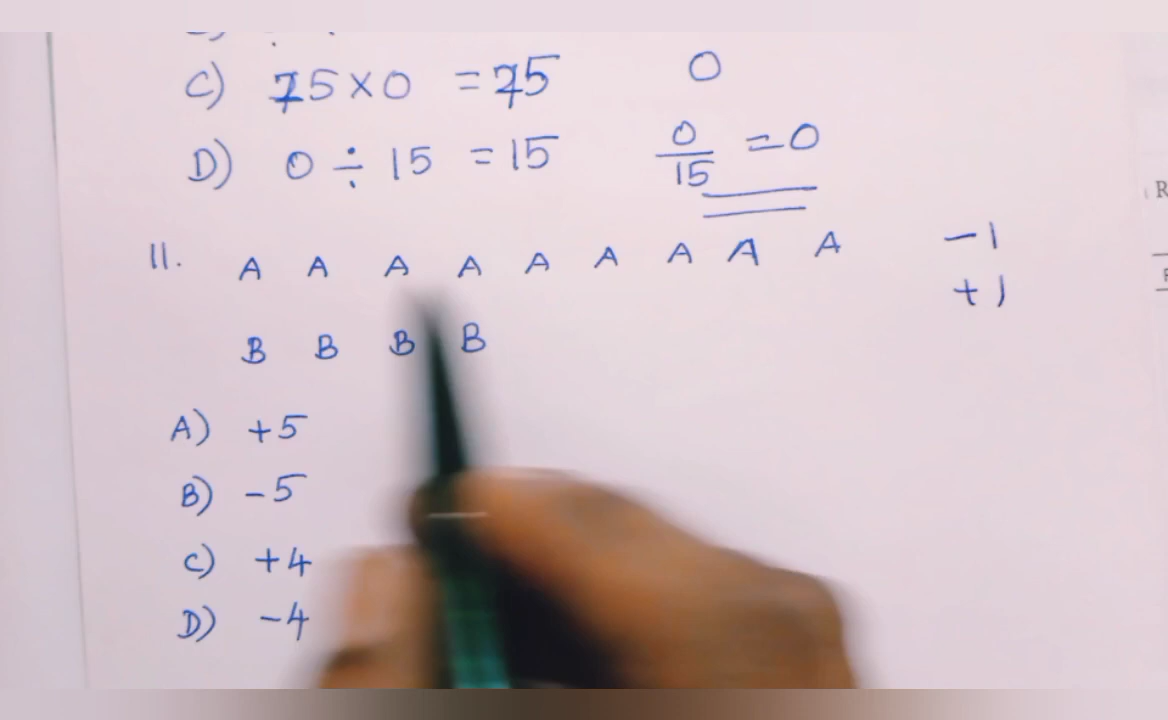 C) 75×0 =75 0
D) 0 ÷ 15 =15 0/15 =0
11. A A A A A A A A A -1
+1
B B B B
A) +5
B) -5
C) +4
D) -4
R